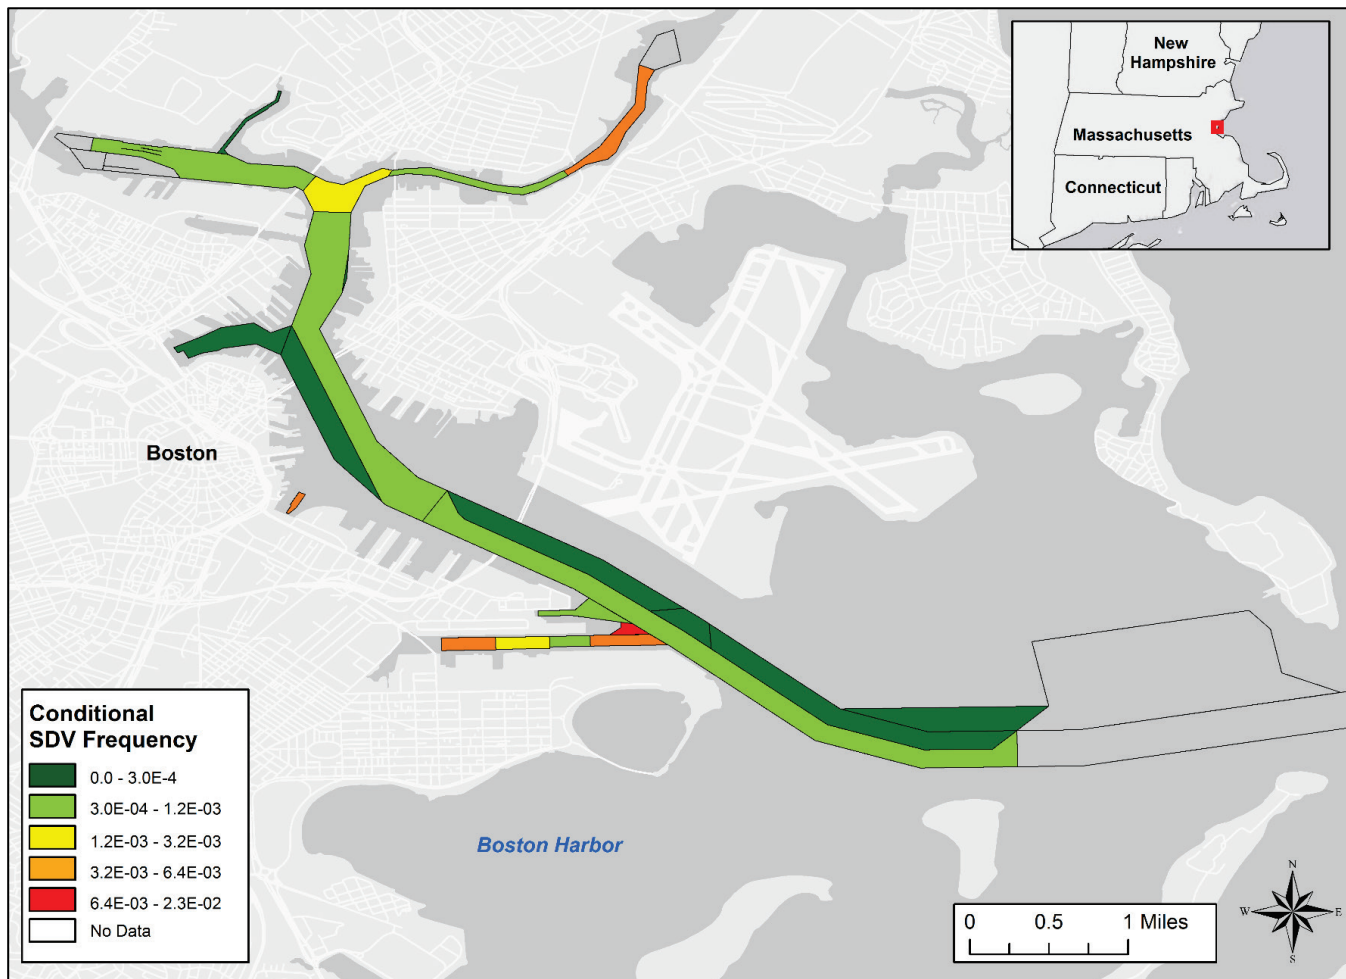 New
Hampshire
Massachusetts
Connecticut
Boston
Conditional
SDV Frequency
0.0 - 3.0E-4
3.0E-04 - 1.2E-03
1.2E-03 - 3.2E-03
3.2E-03 - 6.4E-03
6.4E-03 - 2.3E-02
No Data
Boston Harbor
0 0.5 1 Miles
N
W E
S